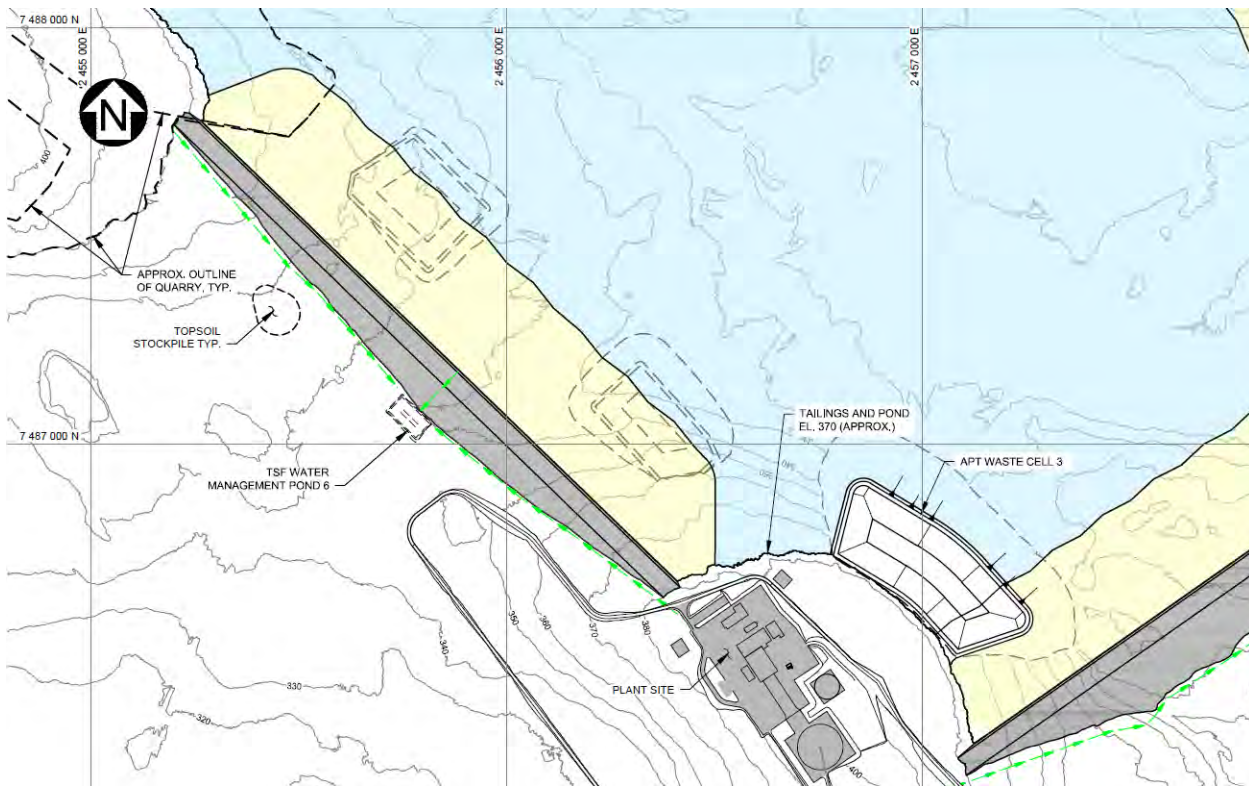 7 488 000 N
2 455 000 E
2 456 000 E
2 457 000 E
N
400
APPROX. OUTLINE
OF QUARRY, TYP.
TOPSOIL
STOCKPILE TYP.
7 487 000 N
TSF WATER
MANAGEMENT POND 6
TAILINGS AND POND
EL. 370 (APPROX.)
APT WASTE CELL 3
PLANT SITE
340
350
360
370
380
330
320
400